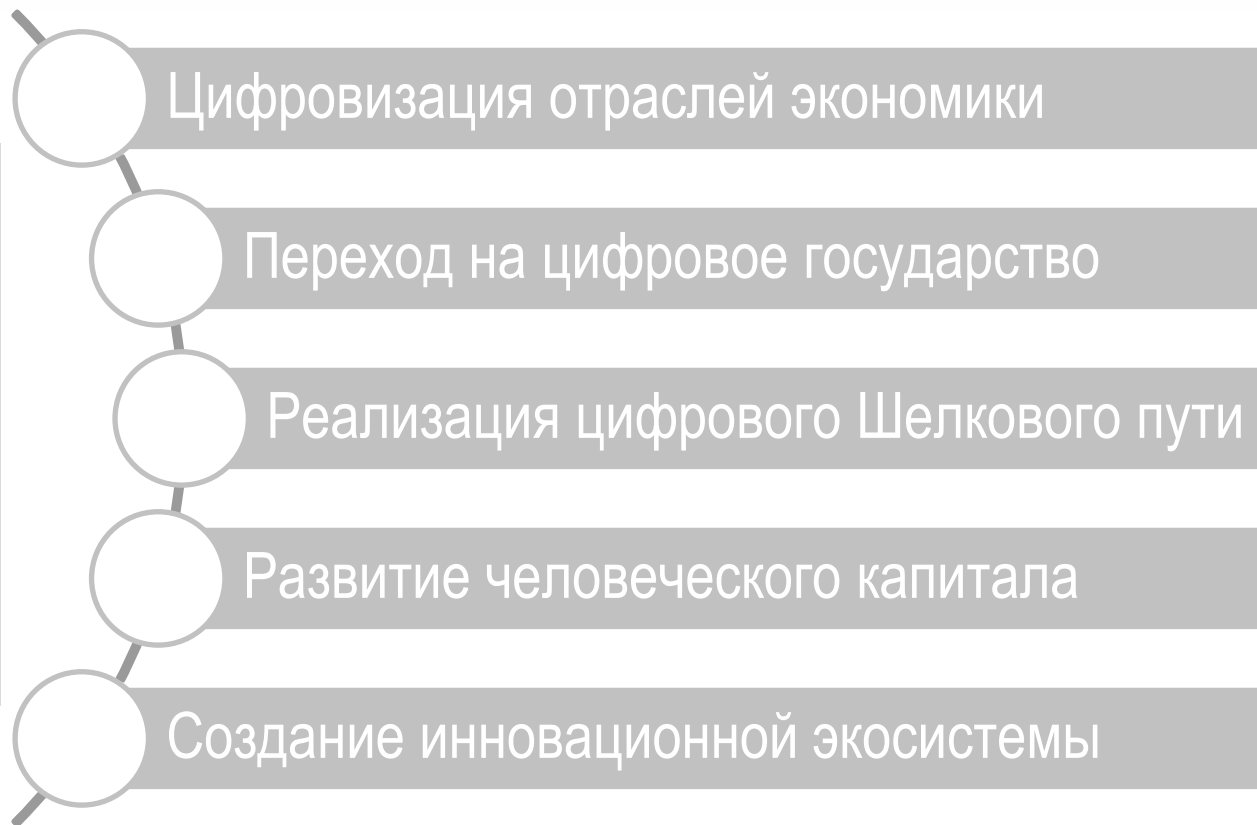 Цифровизация отраслей экономики
Переход на цифровое государство
Реализация цифрового Шелкового пути
Развитие человеческого капитала
Создание инновационной экосистемы